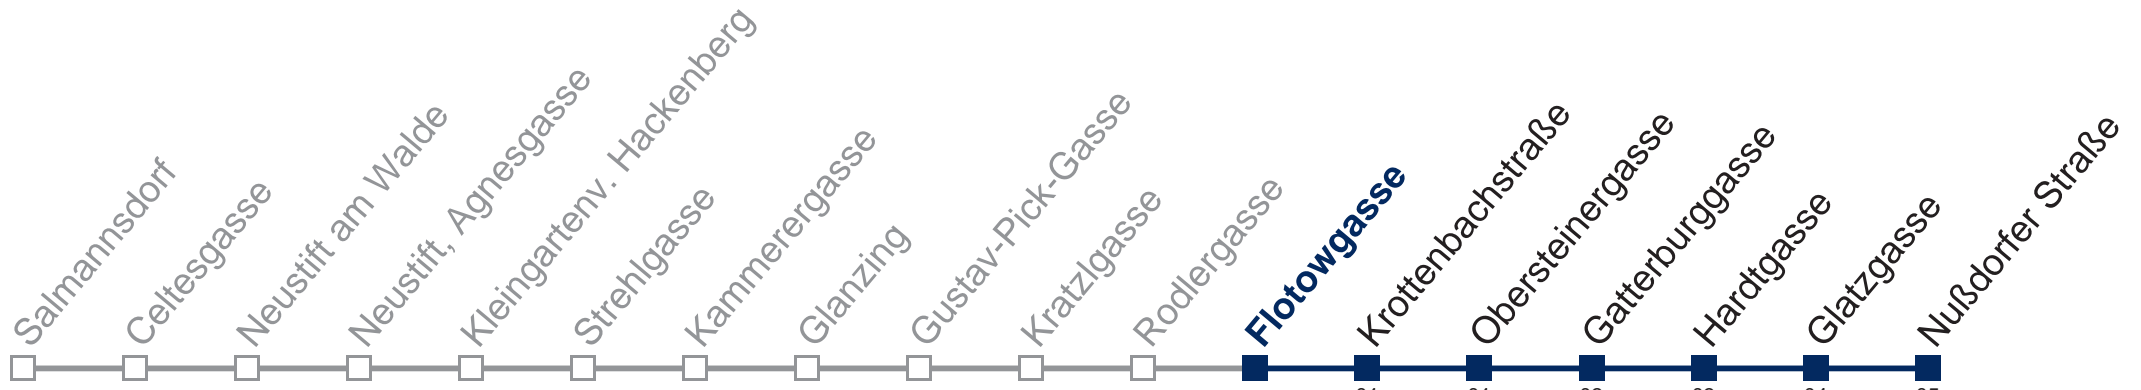 Salmannsdorf
Celtesgasse
Neustift am Walde
Neustift, Agnesgasse
Kleingartenv. Hackenberg
Strehlgasse
Kammerergasse
Glanzing
Gustav-Pick-Gasse
Kratzlgasse
Rodlergasse
Flotowgasse
Krottenbachstraße
Obersteinergasse
Gatterburggasse
Hardtgasse
Glatzgasse
Nußdorfer Straße